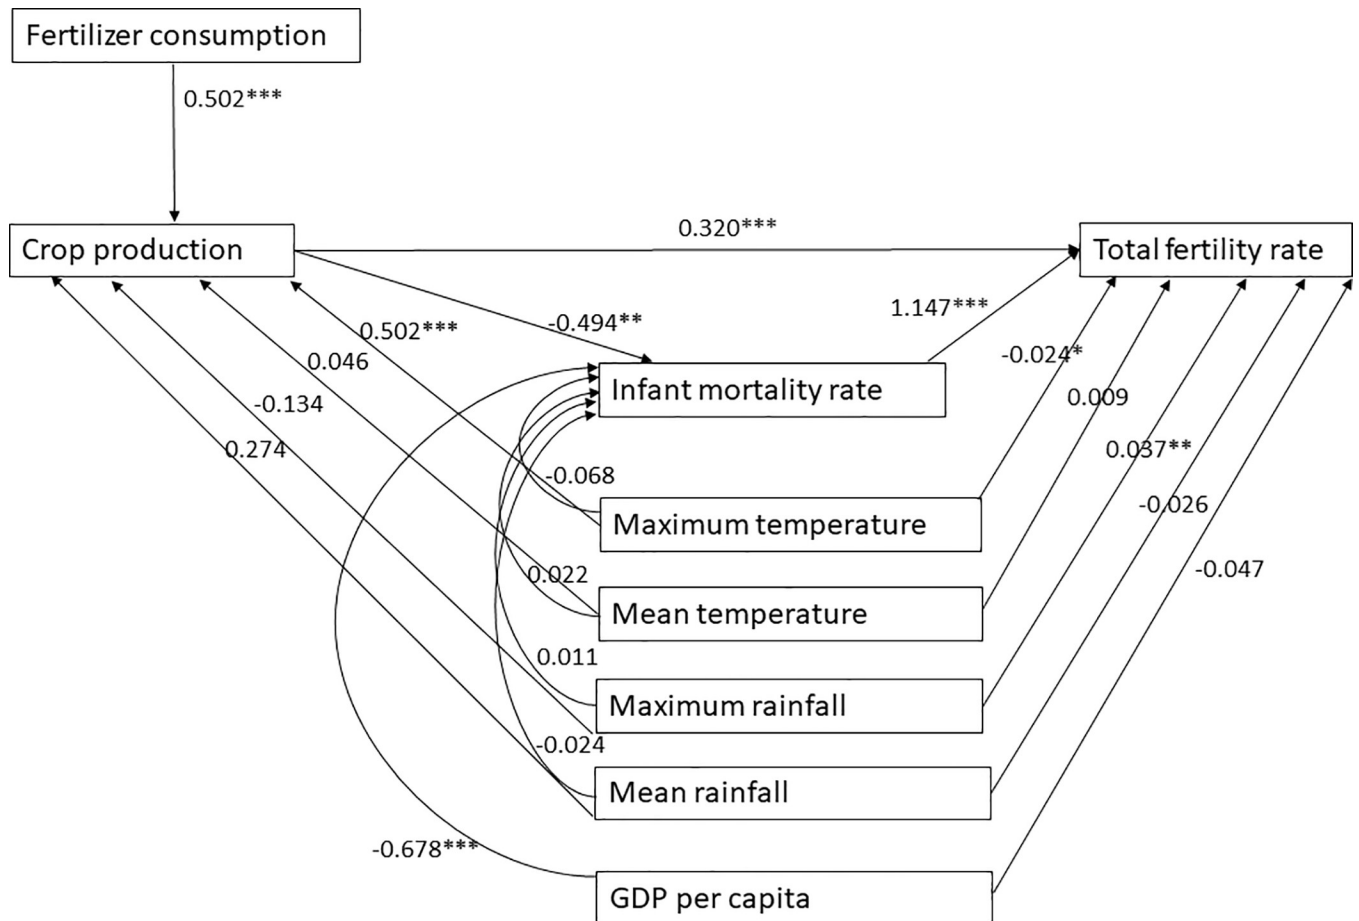 Fertilizer consumption
0.502***
Crop production
0.320***
Total fertility rate
0.502***
-0.494**
1.147***
0.046
-0.024*
Infant mortality rate
-0.134
0.009
0.274
0.037**
-0.068
-0.026
Maximum temperature
0.022
-0.047
Mean temperature
0.011
Maximum rainfall
-0.024
Mean rainfall
-0.678***
GDP per capita